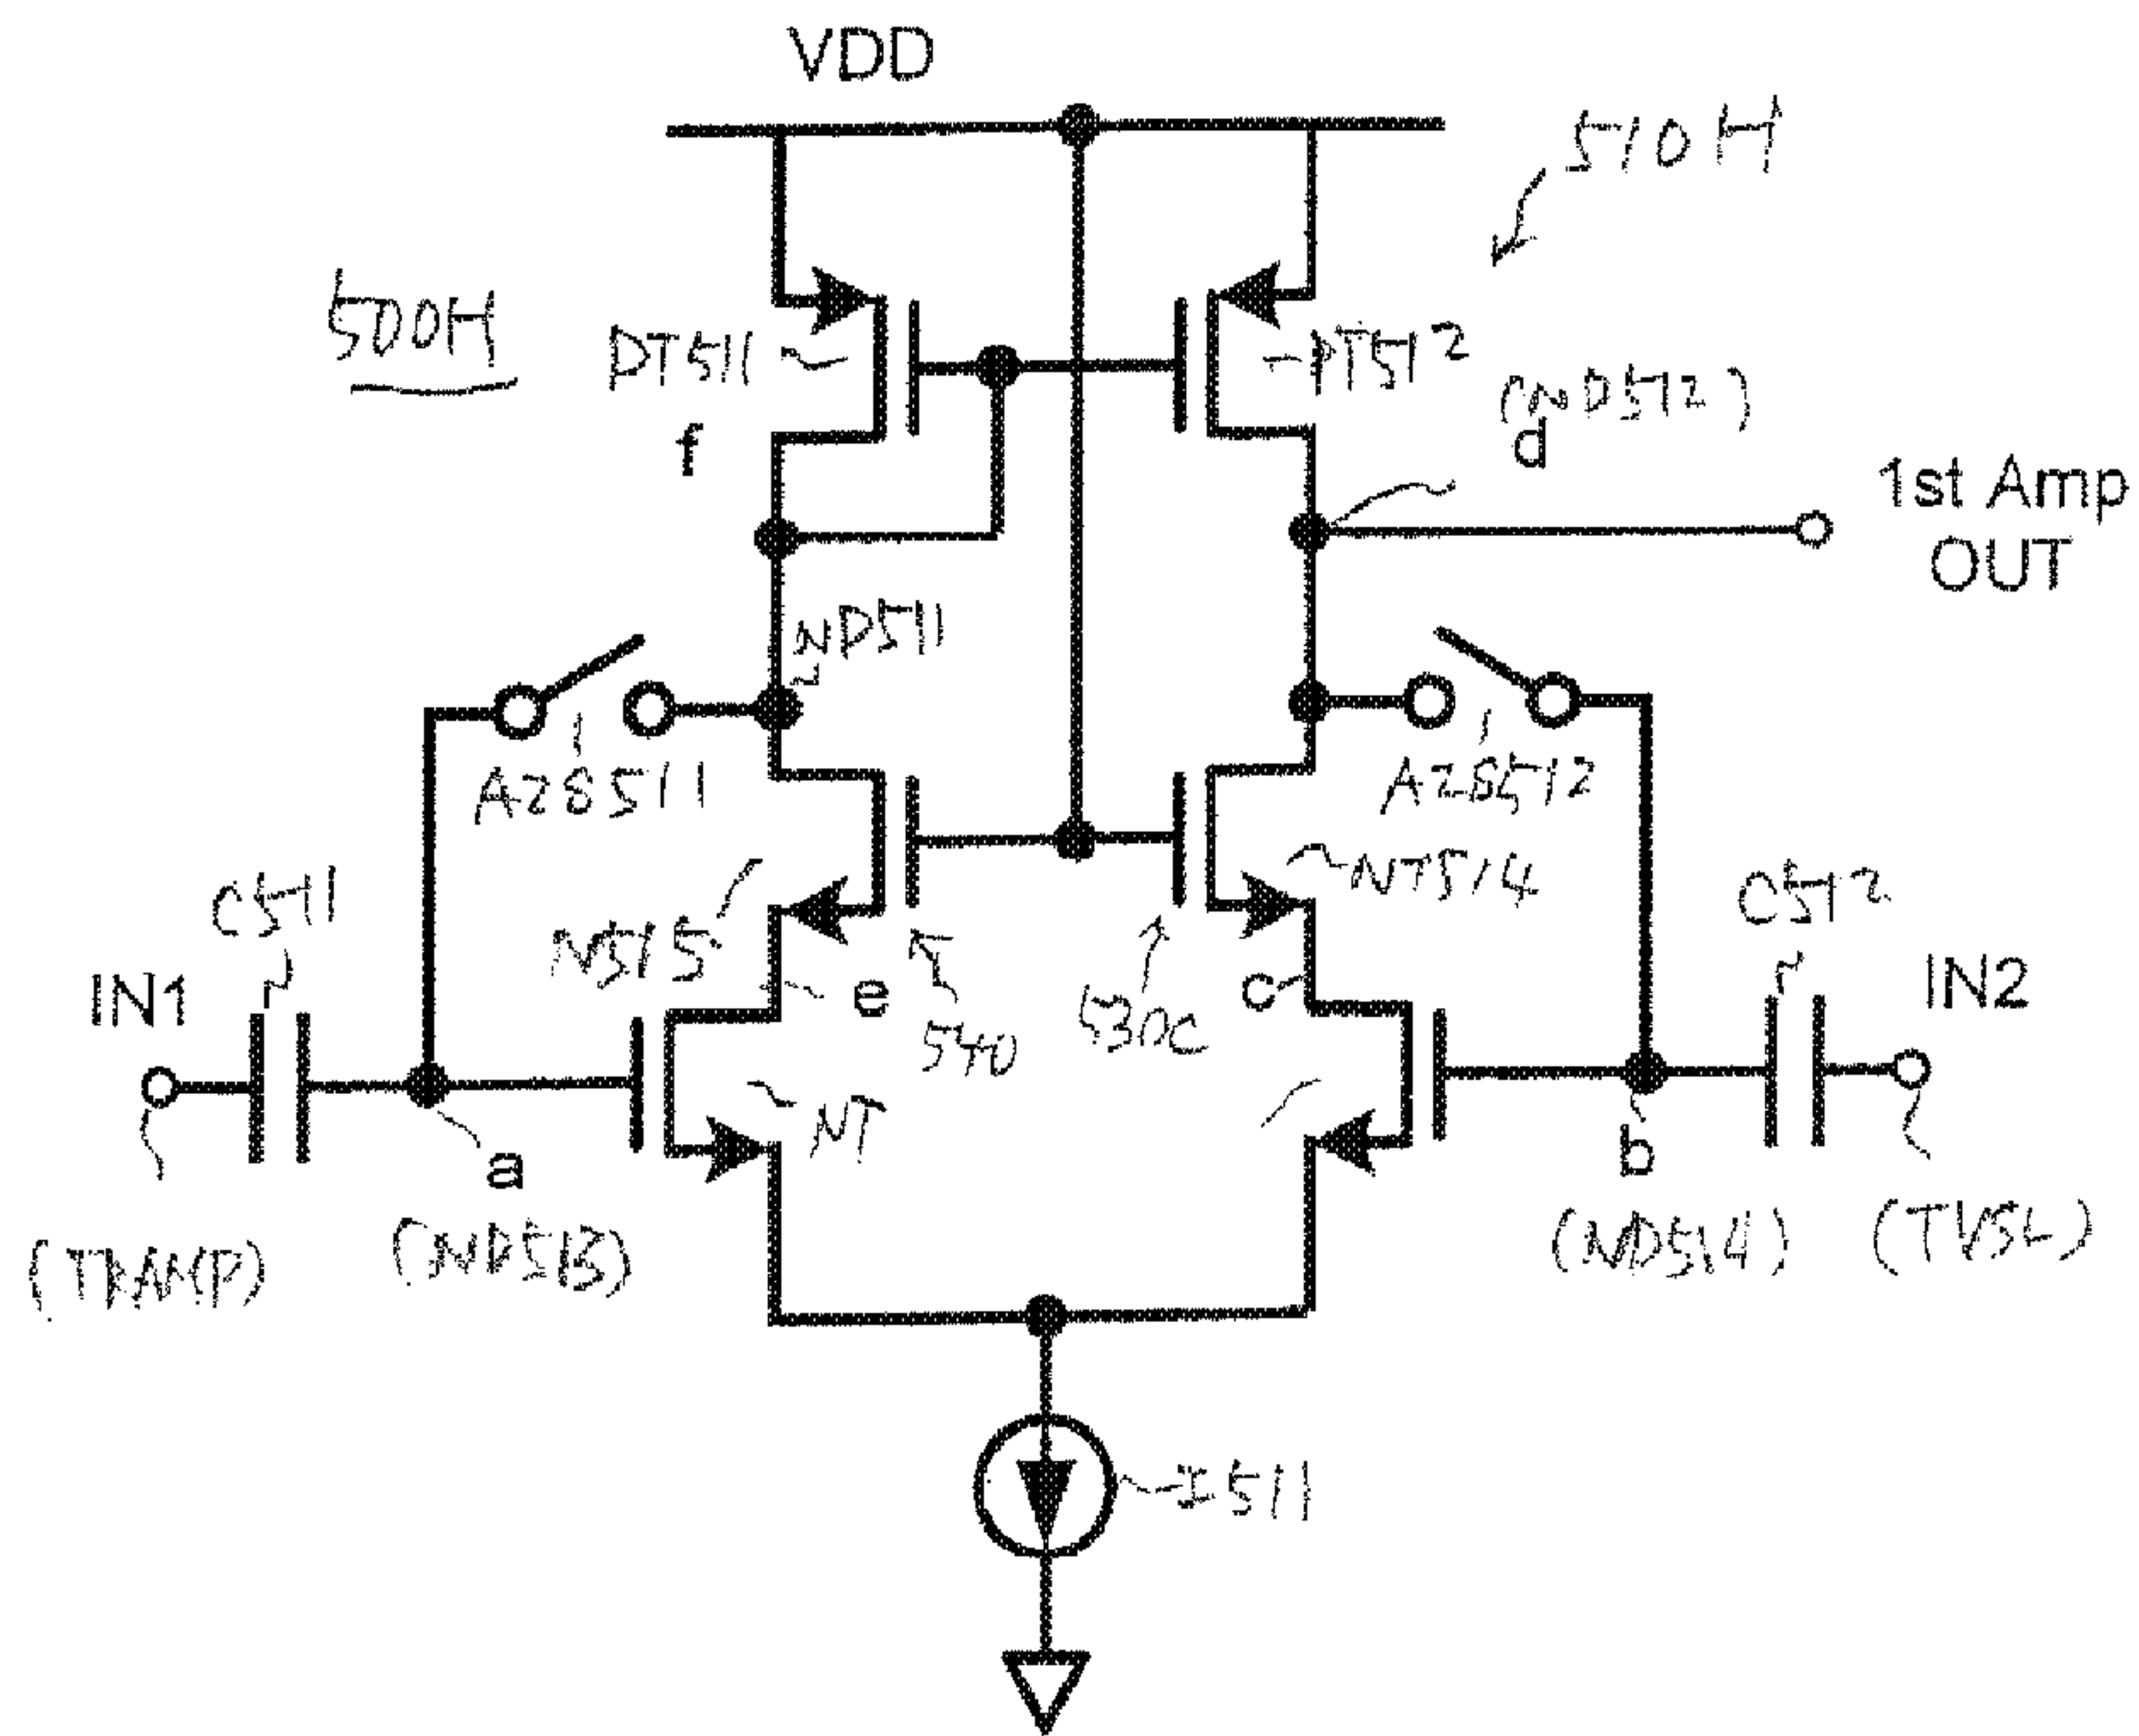 VDD
510H
500H
PT511
PT512
(ND512)
f
d
1st Amp
OUT
ND511
AZS511
AZS512
C511
N515
NT514
C512
IN1
e
c
IN2
540
530C
NT
a
b
(TRAMP)
(ND513)
(ND514)
(TVSL)
I511